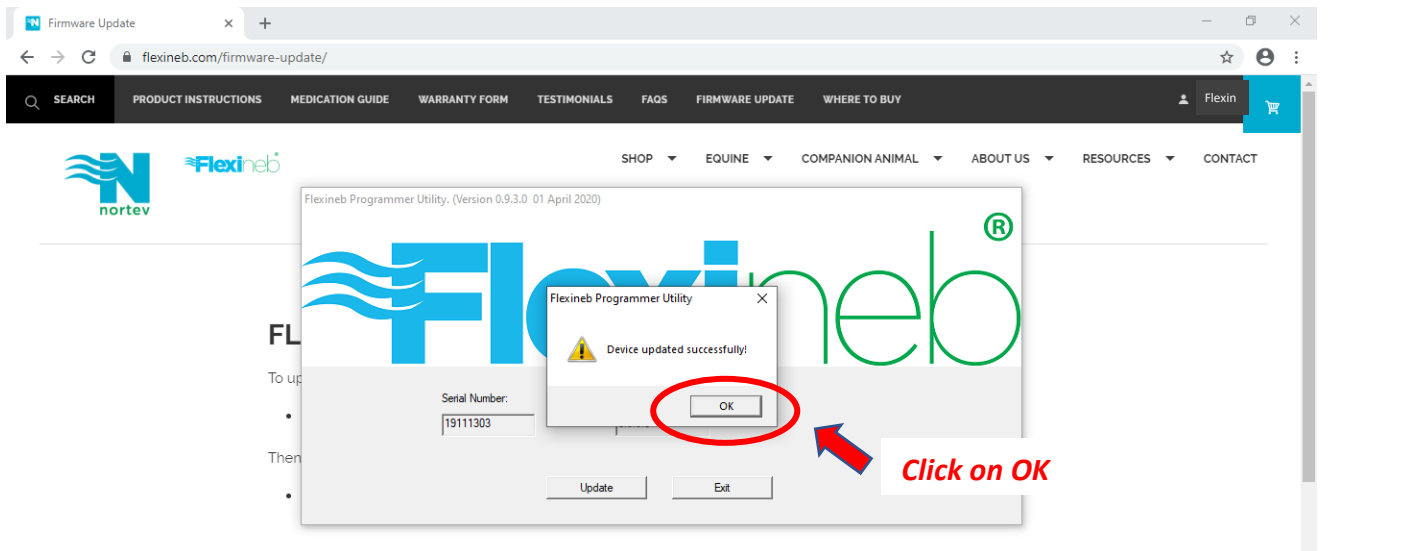 Firmware Update
flexineb.com/firmware-update/
SEARCH PRODUCT INSTRUCTIONS MEDICATION GUIDE WARRANTY FORM TESTIMONIALS FAQS FIRMWARE UPDATE WHERE TO BUY Flexin
N
nortev
Flexineb
SHOP EQUINE COMPANION ANIMAL ABOUT US RESOURCES CONTACT
Flexineb Programmer Utility. (Version 0.9.3.0 01 April 2020)
Flexineb®
Flexineb Programmer Utility
Device updated successfully!
OK
FL
To up
Serial Number:
19111303
Then
Update Exit
Click on OK